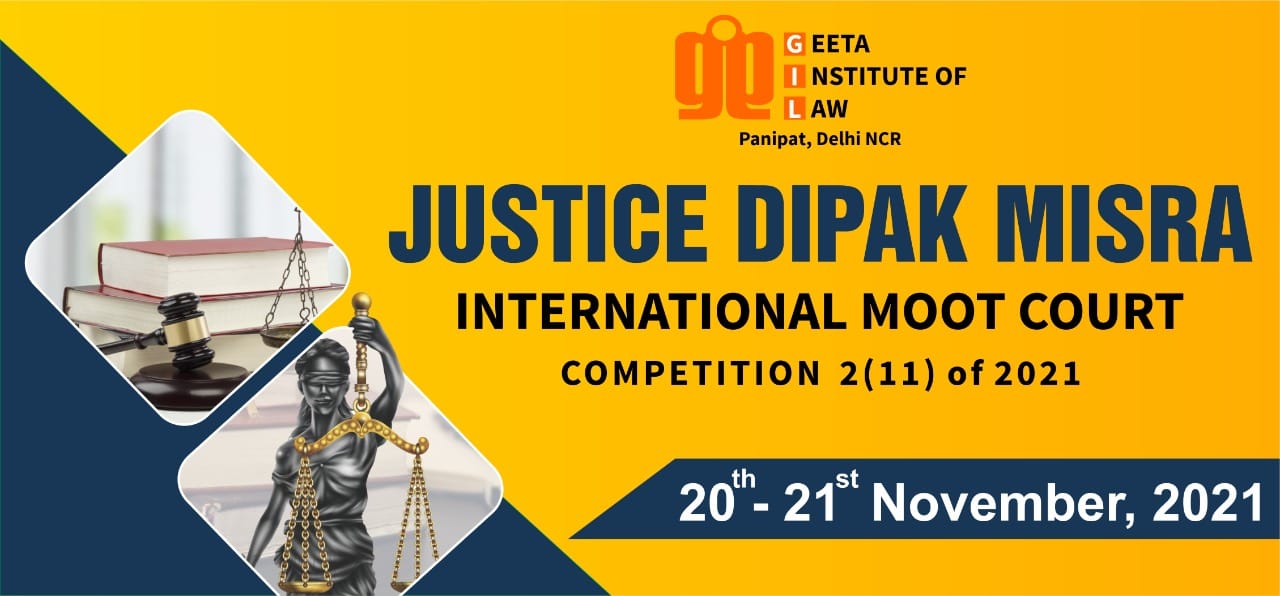 GEETA
INSTITUTE OF
LAW
Panipat, Delhi NCR
JUSTICE DIPAK MISRA
INTERNATIONAL MOOT COURT
COMPETITION 2(11) of 2021
20th- 21st November, 2021